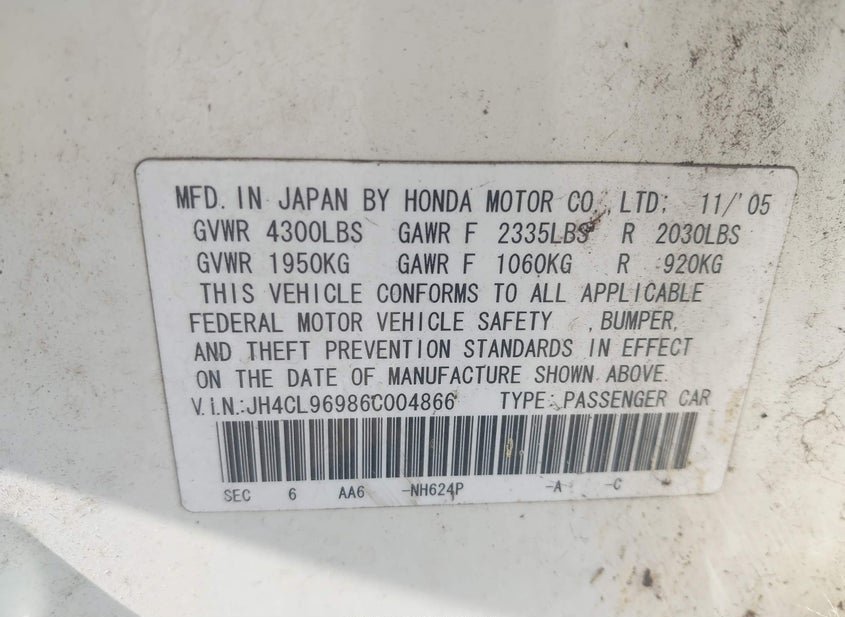 MFD. IN JAPAN BY HONDA MOTOR CO., LTD; 11/'05
GVWR 4300LBS GAWR F 2335LBS R 2030LBS
GVWR 1950KG GAWR F 1060KG R 920KG
THIS VEHICLE CONFORMS TO ALL APPLICABLE
FEDERAL MOTOR VEHICLE SAFETY , BUMPER,
AND THEFT PREVENTION STANDARDS IN EFFECT
ON THE DATE OF MANUFACTURE SHOWN ABOVE.
V.I.N.:JH4CL96986C004866 TYPE: PASSENGER CAR
SEC 6 AA6 -NH624P -A -C